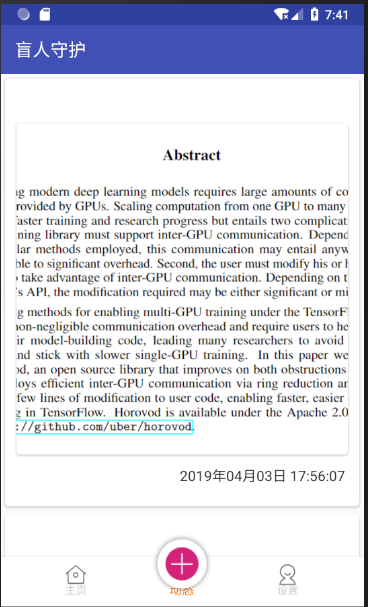 7:41
盲人守护
Abstract
ng modern deep learning models requires large amounts of co
rovided by GPUs. Scaling computation from one GPU to many
faster training and research progress but entails two complicat
ning library must support inter-GPU communication. Depend
lar methods employed, this communication may entail anyw
ble to significant overhead. Second, the user must modify his or h
take advantage of inter-GPU communication. Depending on t
's API, the modification required may be either significant or mi
g methods for enabling multi-GPU training under the TensorFl
non-negligible communication overhead and require users to he
ir model-building code, leading many researchers to avoid
nd stick with slower single-GPU training. In this paper we
od, an open source library that improves on both obstructions
loys efficient inter-GPU communication via ring reduction an
few lines of modification to user code, enabling faster, easier
g in TensorFlow. Horovod is available under the Apache 2.0
://github.com/uber/horovod.
2019年04月03日 17:56:07
主页 动态 设置